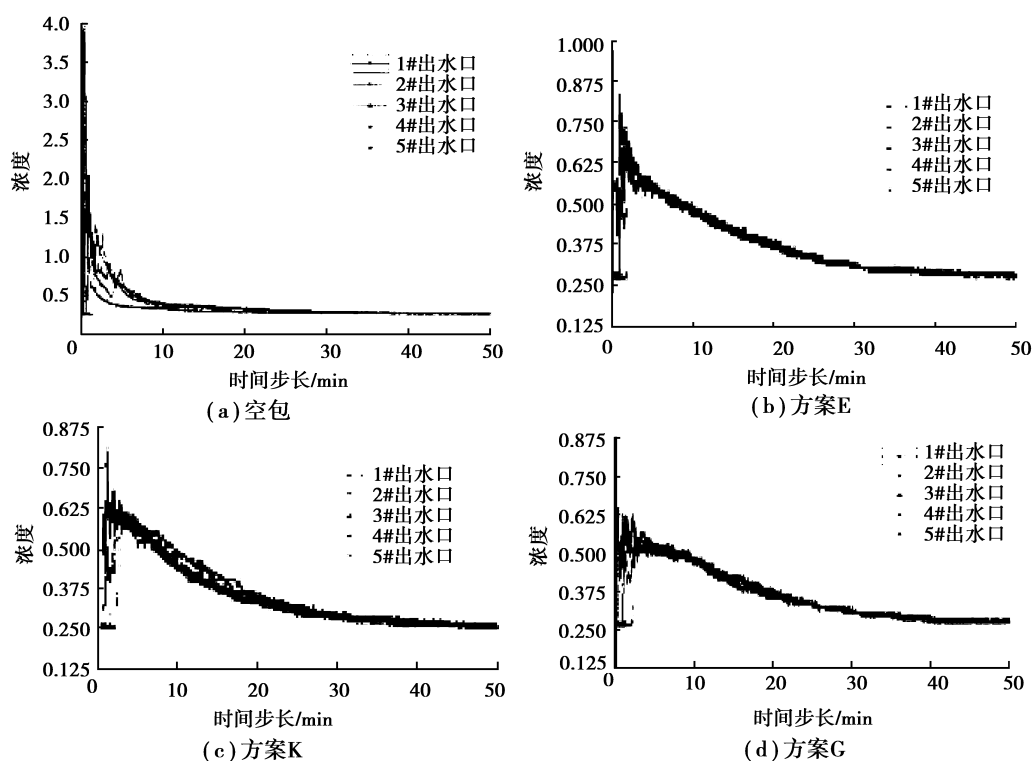 4.0
3.5
3.0
2.5
4.0
1.5
1.0
0.5
浓度
1#出水口
2#出水口
3#出水口
4#出水口
5#出水口
0
10
20
30
40
50
时间步长/min
(a)空包
1.000
0.750
0.625
0.500
0.375
0.250
0.125
浓度
1#出水口
2#出水口
3#出水口
4#出水口
5#出水口
0
10
20
30
40
50
时间步长/min
(b)方案E
0.875
0.750
0.625
0.500
0.375
0.250
0.125
浓度
1#出水口
2#出水口
3#出水口
4#出水口
5#出水口
0
10
20
30
40
50
时间步长/min
(c)方案K
0.875
0.750
0.625
0.500
0.375
0.250
0.125
浓度
1#出水口
2#出水口
3#出水口
4#出水口
5#出水口
0
10
20
30
40
50
时间步长/min
(d)方案G